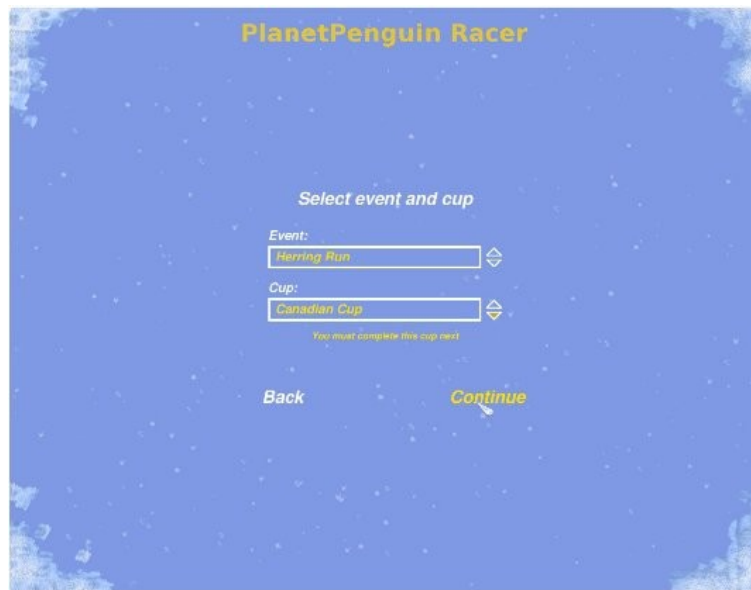 PlanetPenguin Racer
Select event and cup
Event:
Herring Run
Cup:
Canadian Cup
You must complete this cup next
Back Continue